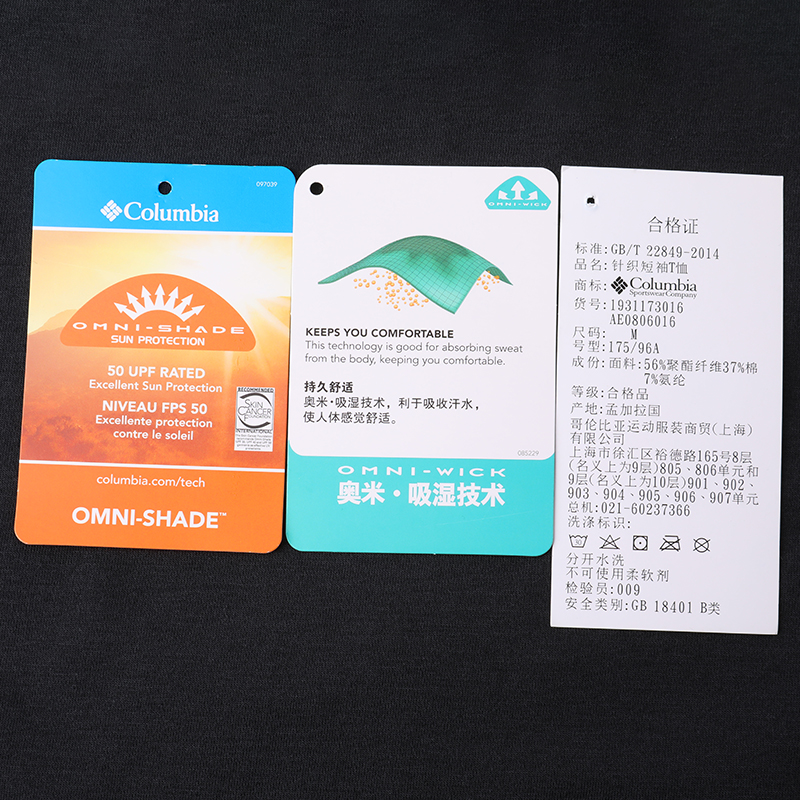 097039
Columbia
OMNI-SHADE
SUN PROTECTION
50 UPF RATED
Excellent Sun Protection
NIVEAU FPS 50
Excellente protection
contre le soleil
RECOMMENDED
SKIN
CANCER
FOUNDATION
INTERNATIONAL
columbia.com/tech
OMNI-SHADE™
OMNI-WICK
KEEPS YOU COMFORTABLE
This technology is good for absorbing sweat
from the body, keeping you comfortable.
持久舒适
奥米·吸湿技术，利于吸收汗水，
使人体感觉舒适。
085229
OMNI-WICK
奥米·吸湿技术
合格证
标准:GB/T 22849-2014
品名:针织短袖T恤
商标:Columbia
Sportswear Company
货号:1931173016
AE0806016
尺码: M
号型:175/96A
成份:面料:56%聚酯纤维37%棉
7%氨纶
等级:合格品
产地:孟加拉国
哥伦比亚运动服装商贸(上海)
有限公司
上海市徐汇区裕德路165号8层
(名义上为9层)805、806单元和
9层(名义上为10层)901、902、
903、904、905、906、907单元
总机:021-60237366
洗涤标识:
30
分开水洗
不可使用柔软剂
检验员:009
安全类别:GB 18401 B类